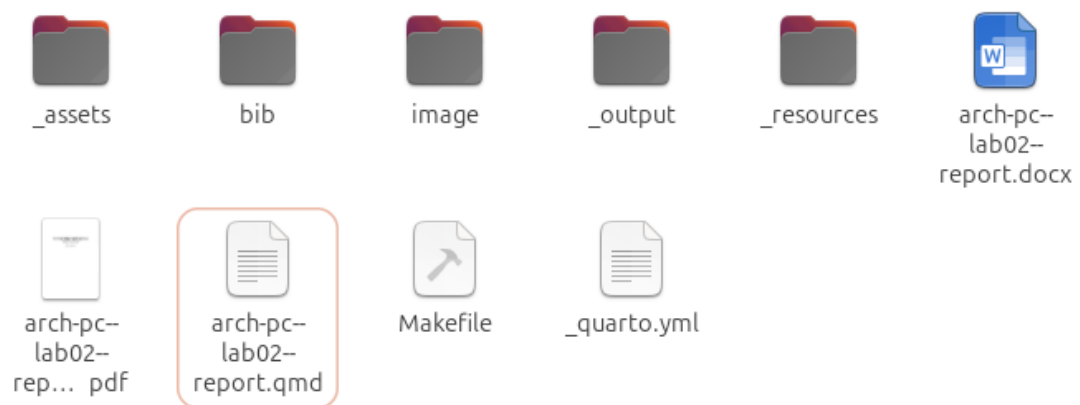 _assets
bib
image
_output
_resources
arch-pc--
lab02--
report.docx
arch-pc--
lab02--
rep... pdf
arch-pc--
lab02--
report.qmd
Makefile
_quarto.yml